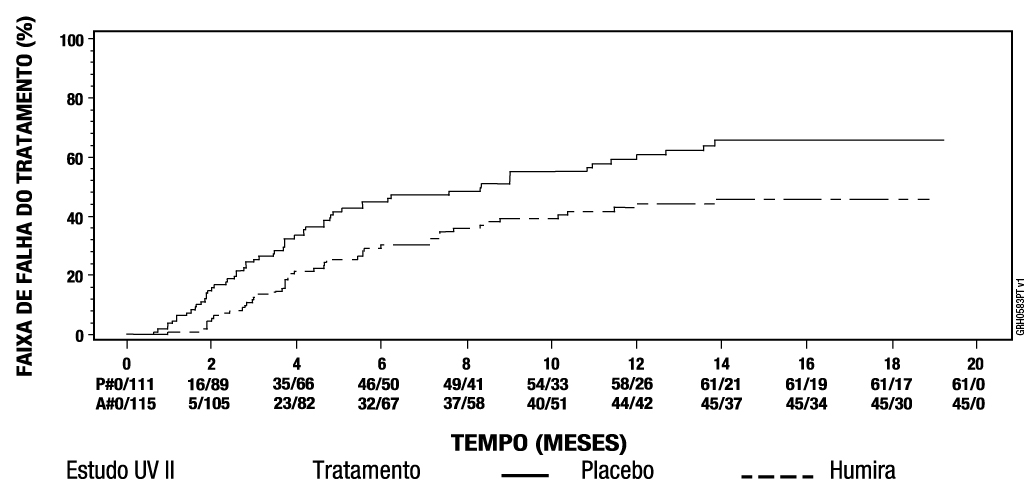 FAIXA DE FALHA DO TRATAMENTO (%)
100
80
60
40
20
0
0 2 4 6 8 10 12 14 16 18 20
P#0/111 16/89 35/66 46/50 49/41 54/33 58/26 61/21 61/19 61/17 61/0
A#0/115 5/105 23/82 32/67 37/58 40/51 44/42 45/37 45/34 45/30 45/0
TEMPO (MESES)
Estudo UV II Tratamento Placebo Humira
GRH0583PT v1